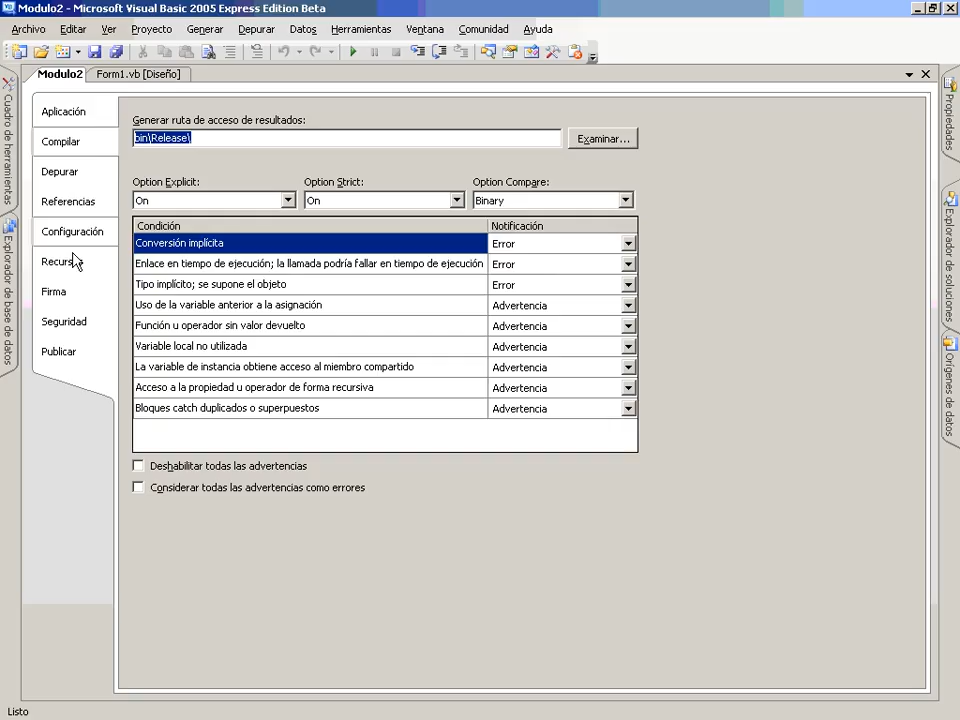 Modulo2 - Microsoft Visual Basic 2005 Express Edition Beta
Archivo Editar Ver Proyecto Generar Depurar Datos Herramientas Ventana Comunidad Ayuda
Modulo2 Form1.vb [Diseño]
Cuadro de herramientas
Explorador de base de datos
Aplicación
Compilar
Depurar
Referencias
Configuración
Recursos
Firma
Seguridad
Publicar
Generar ruta de acceso de resultados:
bin\Release\ Examinar...
Option Explicit: Option Strict: Option Compare:
On On Binary
Condición Notificación
Conversión implícita Error
Enlace en tiempo de ejecución; la llamada podría fallar en tiempo de ejecución Error
Tipo implícito; se supone el objeto Error
Uso de la variable anterior a la asignación Advertencia
Función u operador sin valor devuelto Advertencia
Variable local no utilizada Advertencia
La variable de instancia obtiene acceso al miembro compartido Advertencia
Acceso a la propiedad u operador de forma recursiva Advertencia
Bloques catch duplicados o superpuestos Advertencia
Deshabilitar todas las advertencias
Considerar todas las advertencias como errores
Propiedades
Explorador de soluciones
Orígenes de datos
Listo